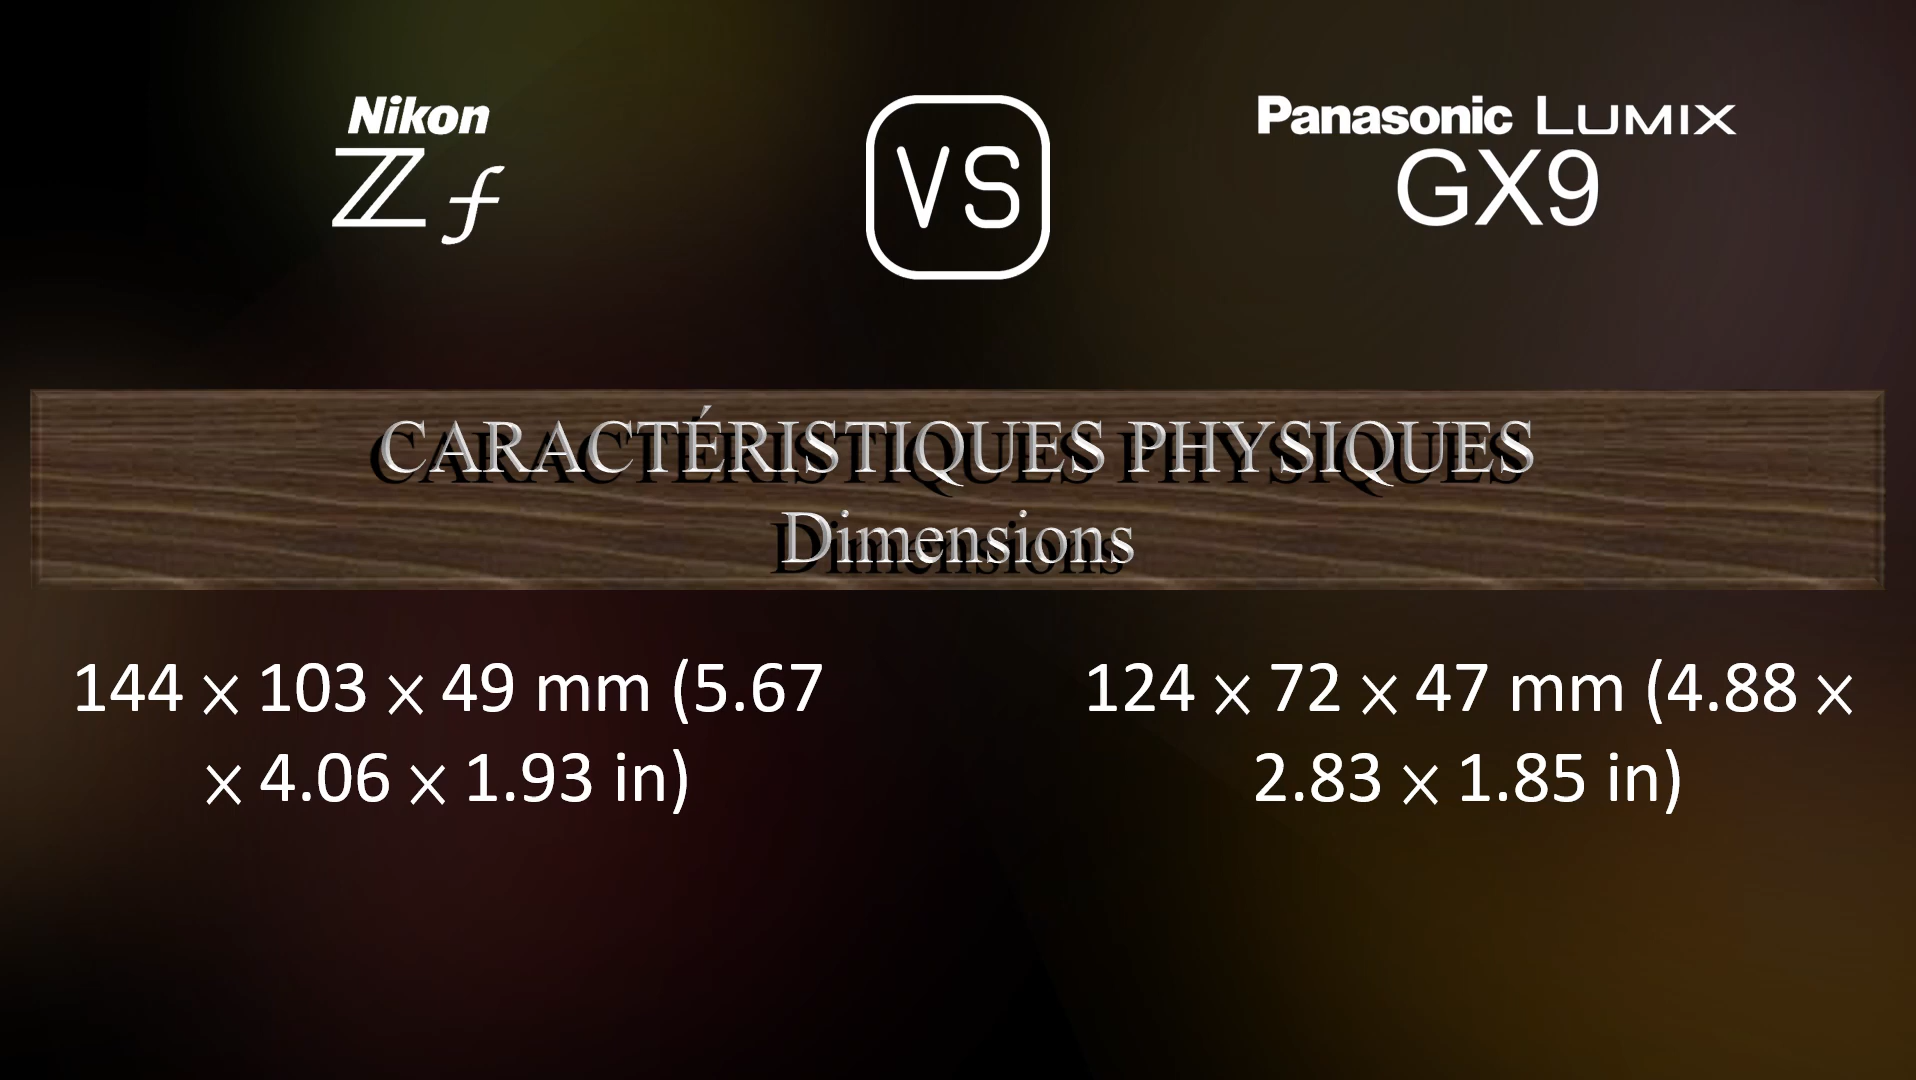 Nikon
Z f
VS
Panasonic LUMIX
GX9
CARACTÉRISTIQUES PHYSIQUES
Dimensions
144 x 103 x 49 mm (5.67
x 4.06 x 1.93 in)
124 x 72 x 47 mm (4.88 x
2.83 x 1.85 in)